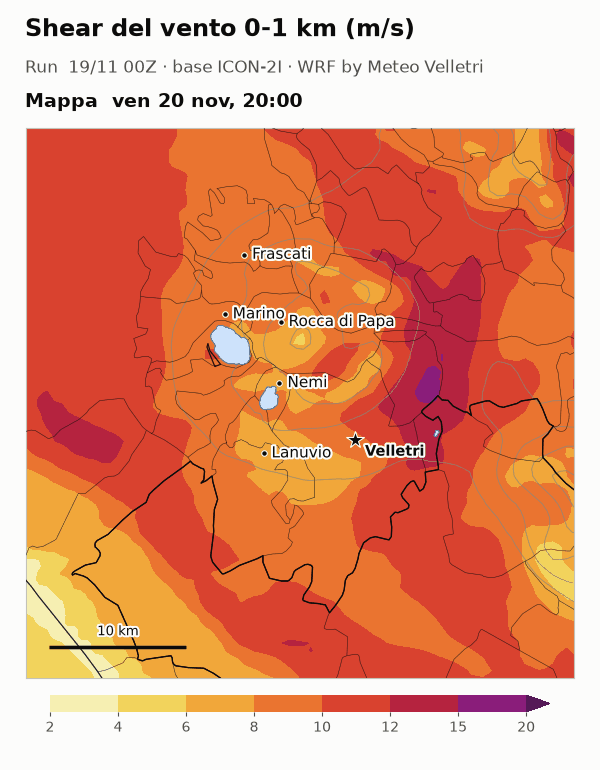 Shear del vento 0-1 km (m/s)
Run  19/11 00Z · base ICON-2I · WRF by Meteo Velletri
Mappa  ven 20 nov, 20:00
Frascati
Marino
Rocca di Papa
Nemi
Velletri
Lanuvio
10 km
2 4 6 8 10 12 15 20